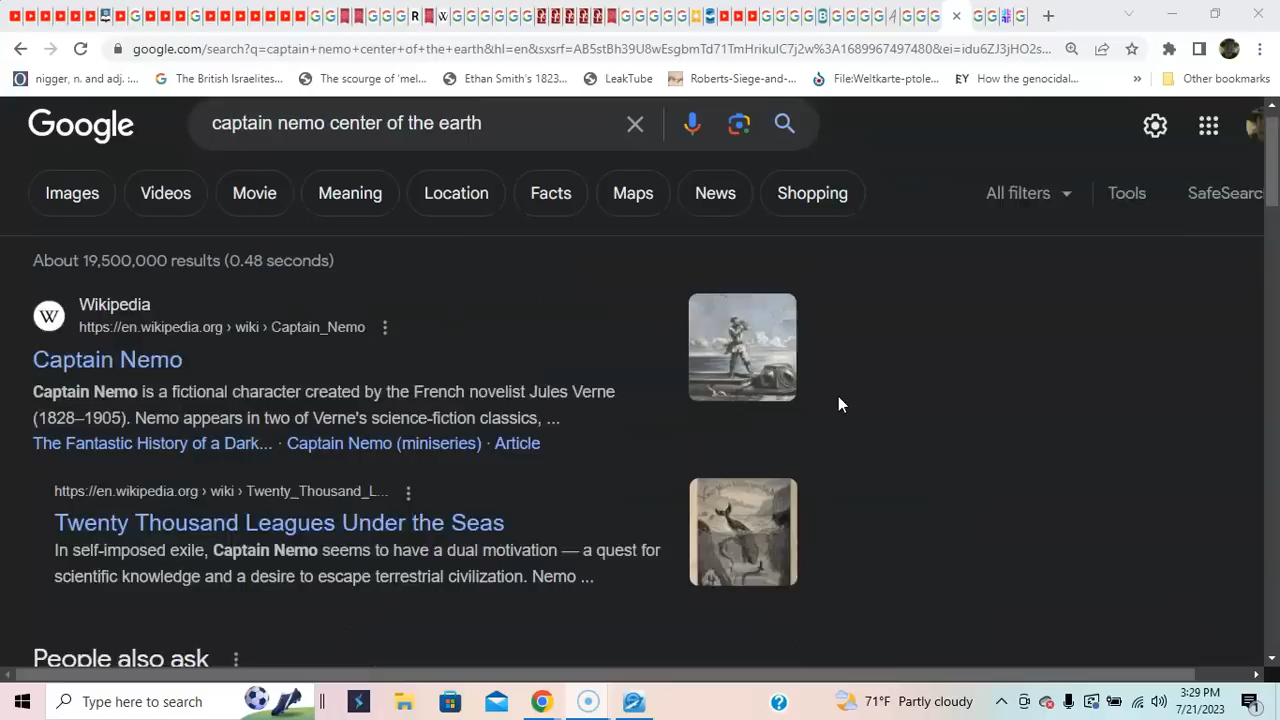 google.com/search?q=captain+nemo+center+of+the+earth&hl=en&sxsrf=AB5stBh39U8wEsgbmTd71TmHrikulC7j2w%3A1689967497480&ei=idu6ZJ3jHO2s...
nigger, n. and adj. :... The British Israelites... The scourge of 'mel... Ethan Smith's 1823... LeakTube Roberts-Siege-and-... File:Weltkarte-ptole... EY How the genocidal... » Other bookmarks
Google captain nemo center of the earth
Images Videos Movie Meaning Location Facts Maps News Shopping All filters Tools SafeSearc
About 19,500,000 results (0.48 seconds)
W Wikipedia
https://en.wikipedia.org › wiki › Captain_Nemo
Captain Nemo
Captain Nemo is a fictional character created by the French novelist Jules Verne
(1828–1905). Nemo appears in two of Verne's science-fiction classics, ...
The Fantastic History of a Dark... · Captain Nemo (miniseries) · Article
https://en.wikipedia.org › wiki › Twenty_Thousand_L...
Twenty Thousand Leagues Under the Seas
In self-imposed exile, Captain Nemo seems to have a dual motivation — a quest for
scientific knowledge and a desire to escape terrestrial civilization. Nemo ...
People also ask
Type here to search 71°F Partly cloudy 3:29 PM
7/21/2023